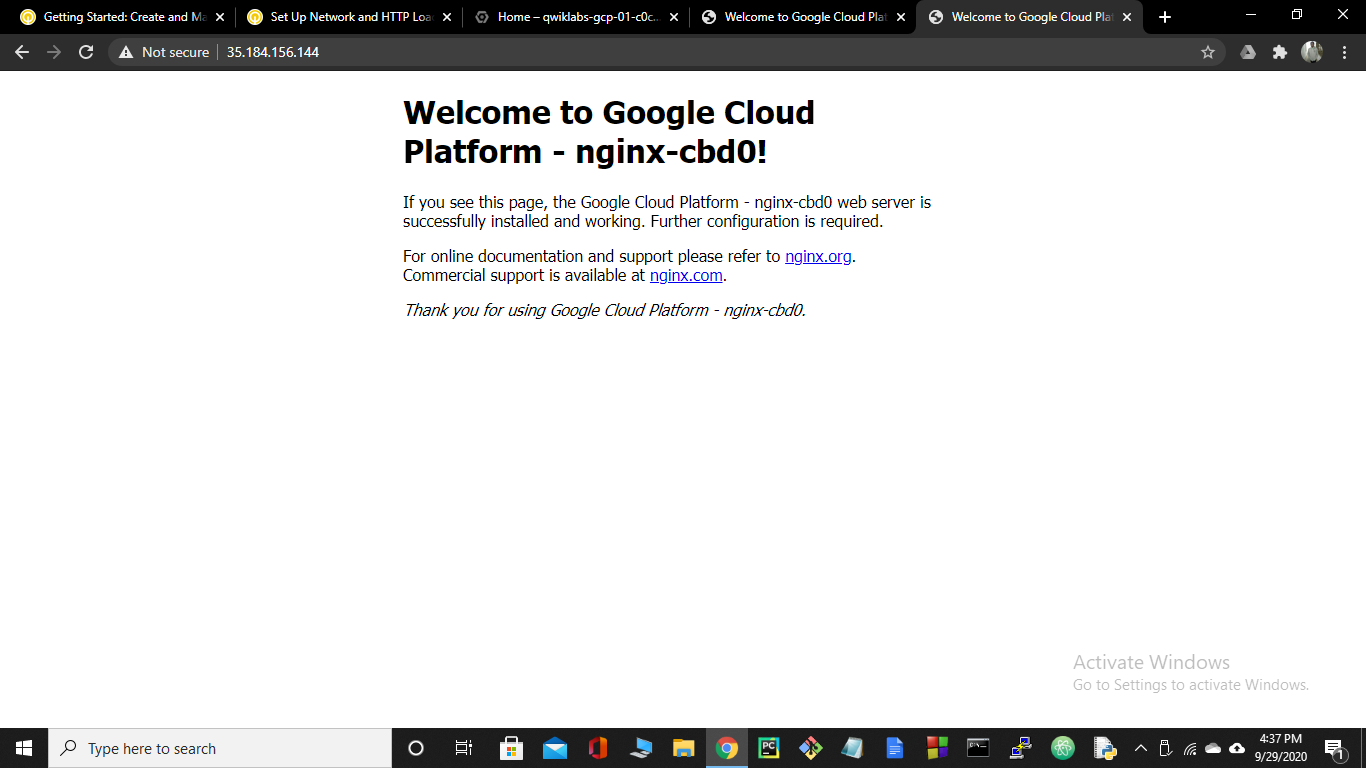 Getting Started: Create and Ma
Set Up Network and HTTP Loa
Home – qwiklabs-gcp-01-c0c...
Welcome to Google Cloud Plat
Welcome to Google Cloud Plat
Not secure
35.184.156.144
Welcome to Google Cloud
Platform - nginx-cbd0!
If you see this page, the Google Cloud Platform - nginx-cbd0 web server is
successfully installed and working. Further configuration is required.
For online documentation and support please refer to nginx.org.
Commercial support is available at nginx.com.
Thank you for using Google Cloud Platform - nginx-cbd0.
Activate Windows
Go to Settings to activate Windows.
Type here to search
PC
4:37 PM
9/29/2020
1